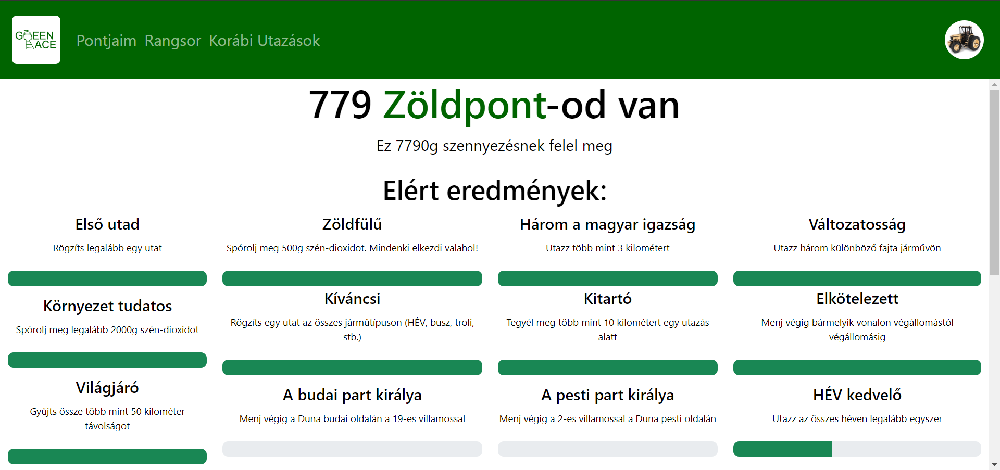 GREEN
RACE
Pontjaim Rangsor Korábi Utazások
779 Zöldpont-od van
Ez 7790g szennyezésnek felel meg
Elért eredmények:
Első utad
Rögzíts legalább egy utat
Zöldfülű
Spórolj meg 500g szén-dioxidot. Mindenki elkezdi valahol!
Három a magyar igazság
Utazz több mint 3 kilométert
Változatosság
Utazz három különböző fajta járművön
Környezet tudatos
Spórolj meg legalább 2000g szén-dioxidot
Kíváncsi
Rögzíts egy utat az összes járműtípuson (HÉV, busz, troli,
stb.)
Kitartó
Tegyél meg több mint 10 kilométert egy utazás
alatt
Elkötelezett
Menj végig bármelyik vonalon végállomástól
végállomásig
Világjáró
Gyűjts össze több mint 50 kilométer
távolságot
A budai part királya
Menj végig a Duna budai oldalán a 19-es villamossal
A pesti part királya
Menj végig a 2-es villamossal a Duna pesti oldalán
HÉV kedvelő
Utazz az összes héven legalább egyszer